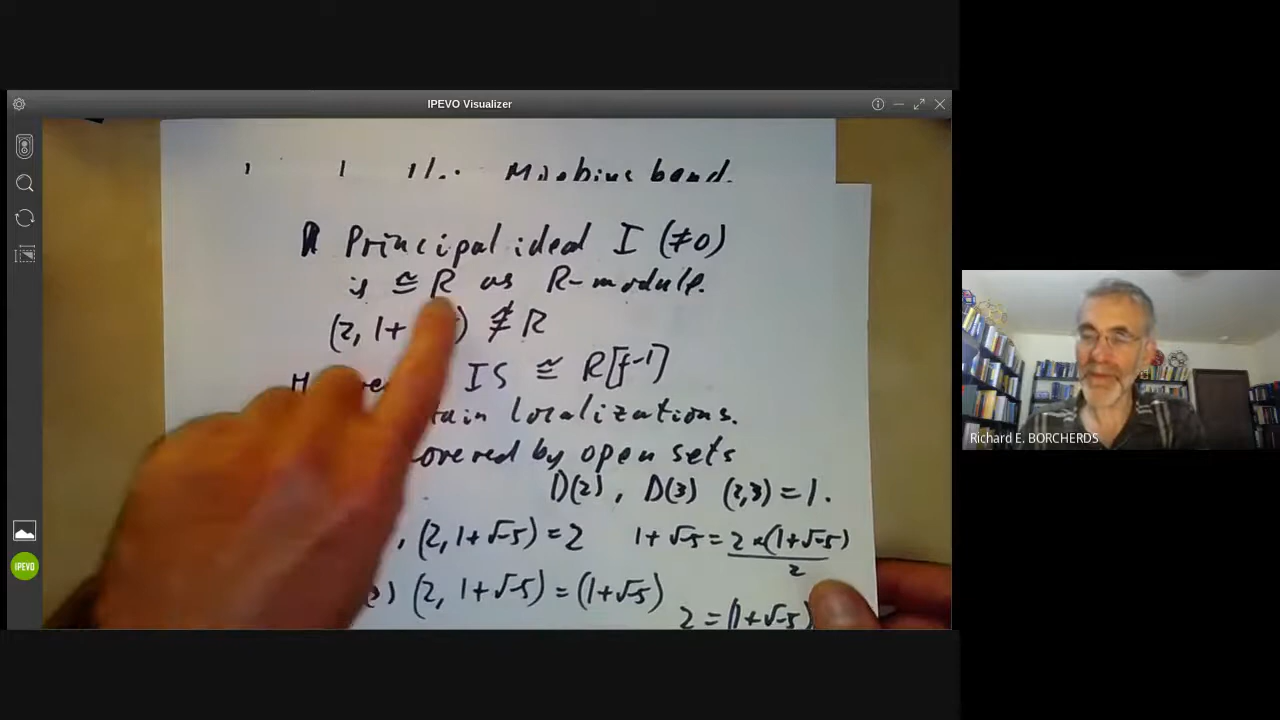 IPEVO Visualizer
Moebius band.
Principal ideal I (≠0)
is ≅ R as R-module.
(2, 1+ ) ≇ R
IS ≅ R[f-1]
localizations.
covered by open sets
D(2), D(3) (2,3) = 1.
, (2, 1+√-5) = 2 1+√-5 = 2×(1+√-5)/2
) (2, 1+√-5) = (1+√-5)
2 = (1+√-5)
IPEVO
Richard E. BORCHERDS